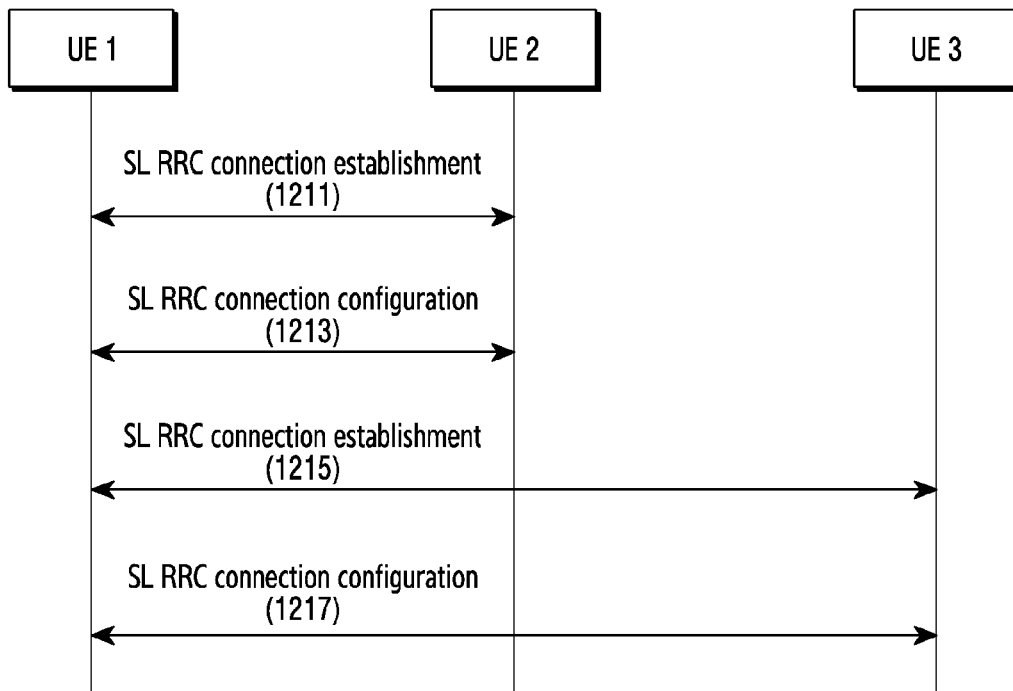 UE 1
UE 2
UE 3
SL RRC connection establishment
(1211)
SL RRC connection configuration
(1213)
SL RRC connection establishment
(1215)
SL RRC connection configuration
(1217)